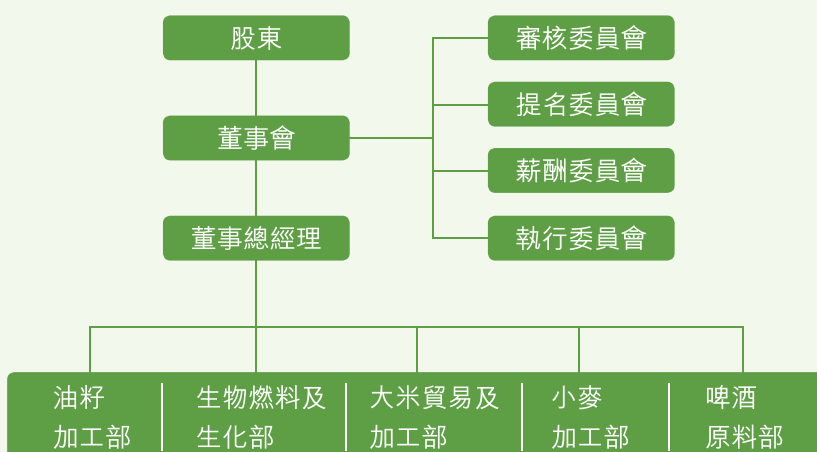 股東
審核委員會
提名委員會
董事會
薪酬委員會
董事總經理
執行委員會
油籽
加工部
生物燃料及
生化部
大米貿易及
加工部
小麥
加工部
啤酒
原料部